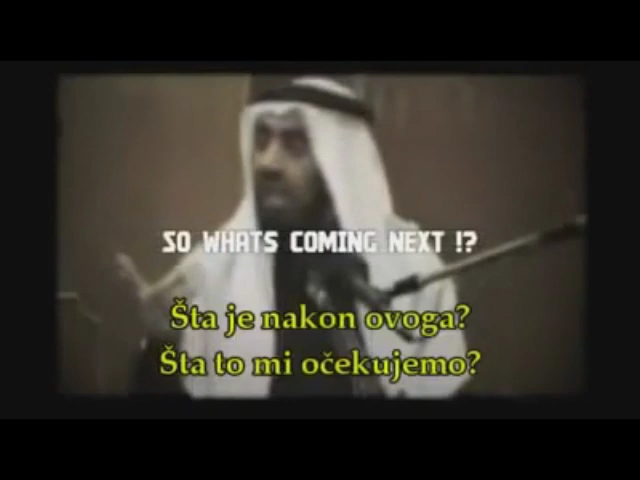 SO WHATS COMING NEXT !?
Šta je nakon ovoga?
Šta to mi očekujemo?